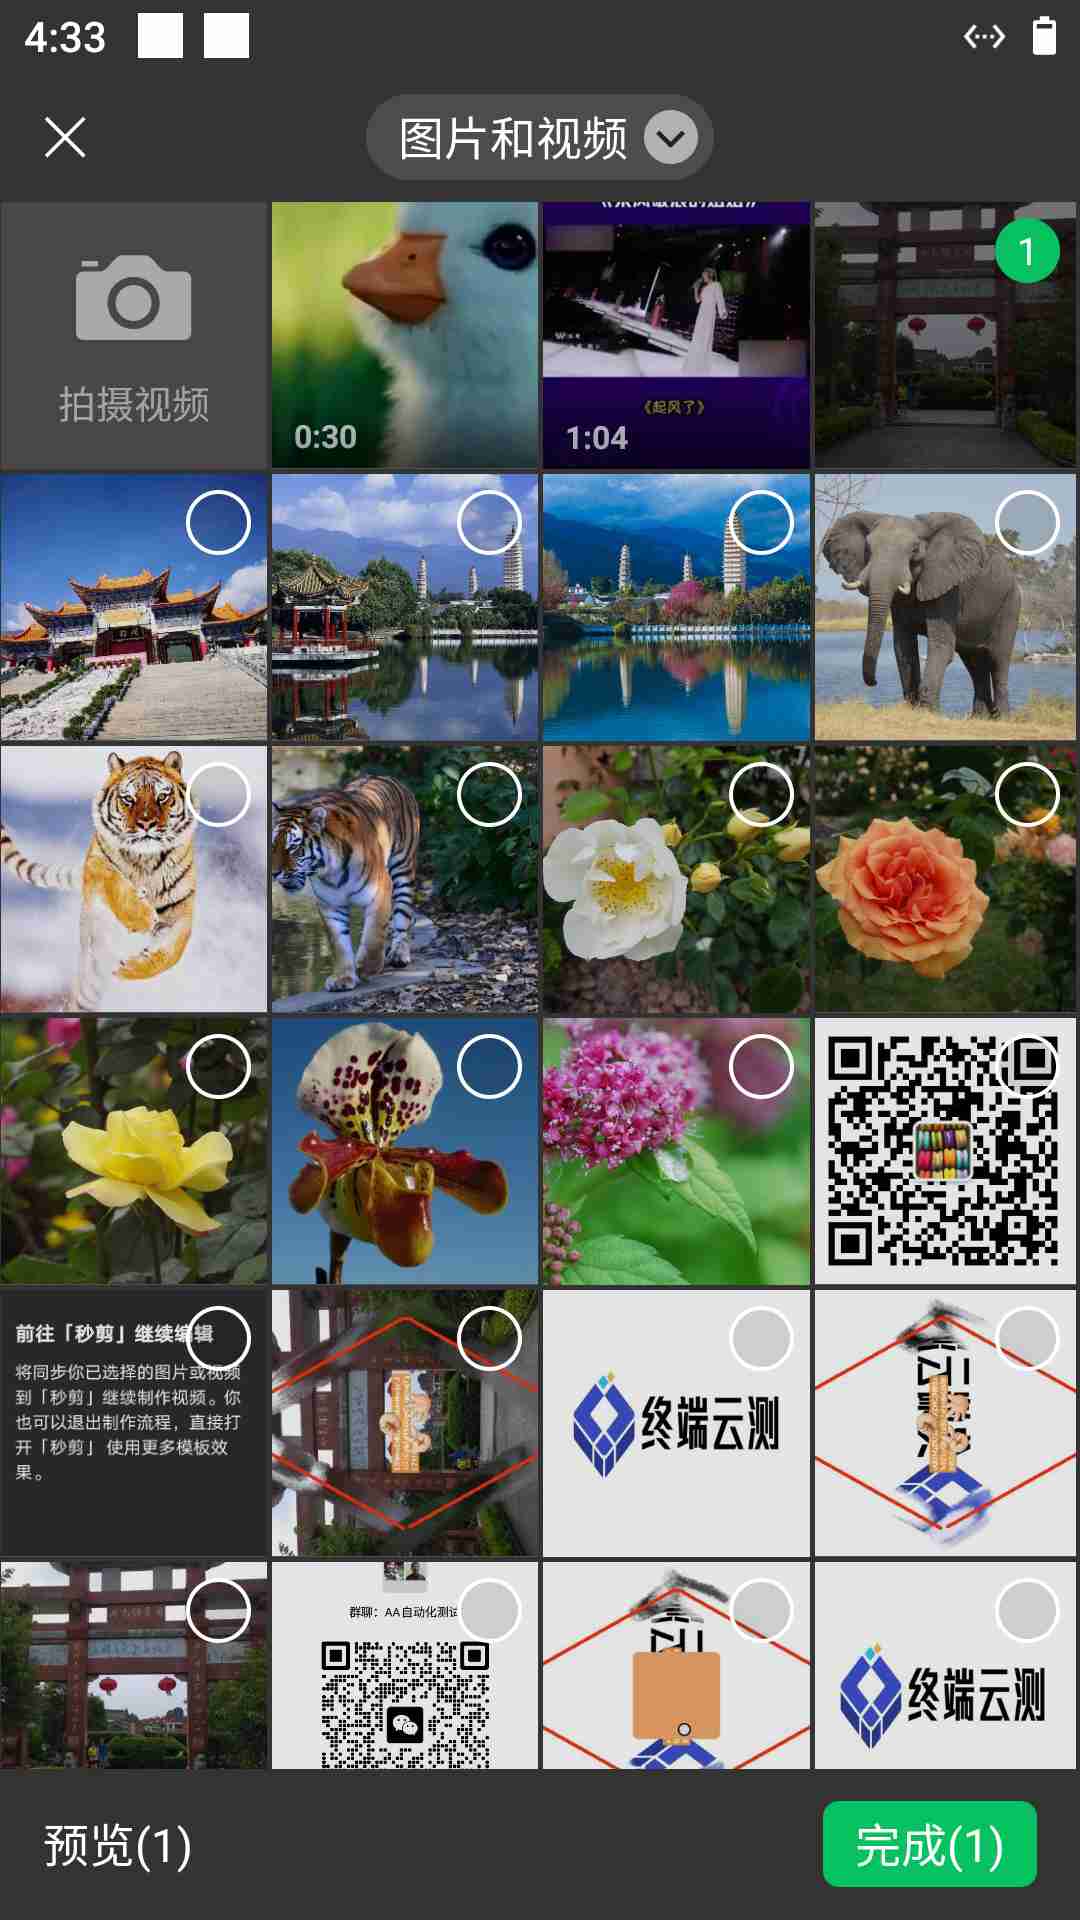 4:33
图片和视频
拍摄视频
0:30
《起风了》
1:04
1
前往「秒剪」继续编辑
将同步你已选择的图片或视频
到「秒剪」继续制作视频。你
也可以退出制作流程，直接打
开「秒剪」使用更多模板效
果。
终端云测
群聊：AA自动化测试
终端云测
预览(1)
完成(1)